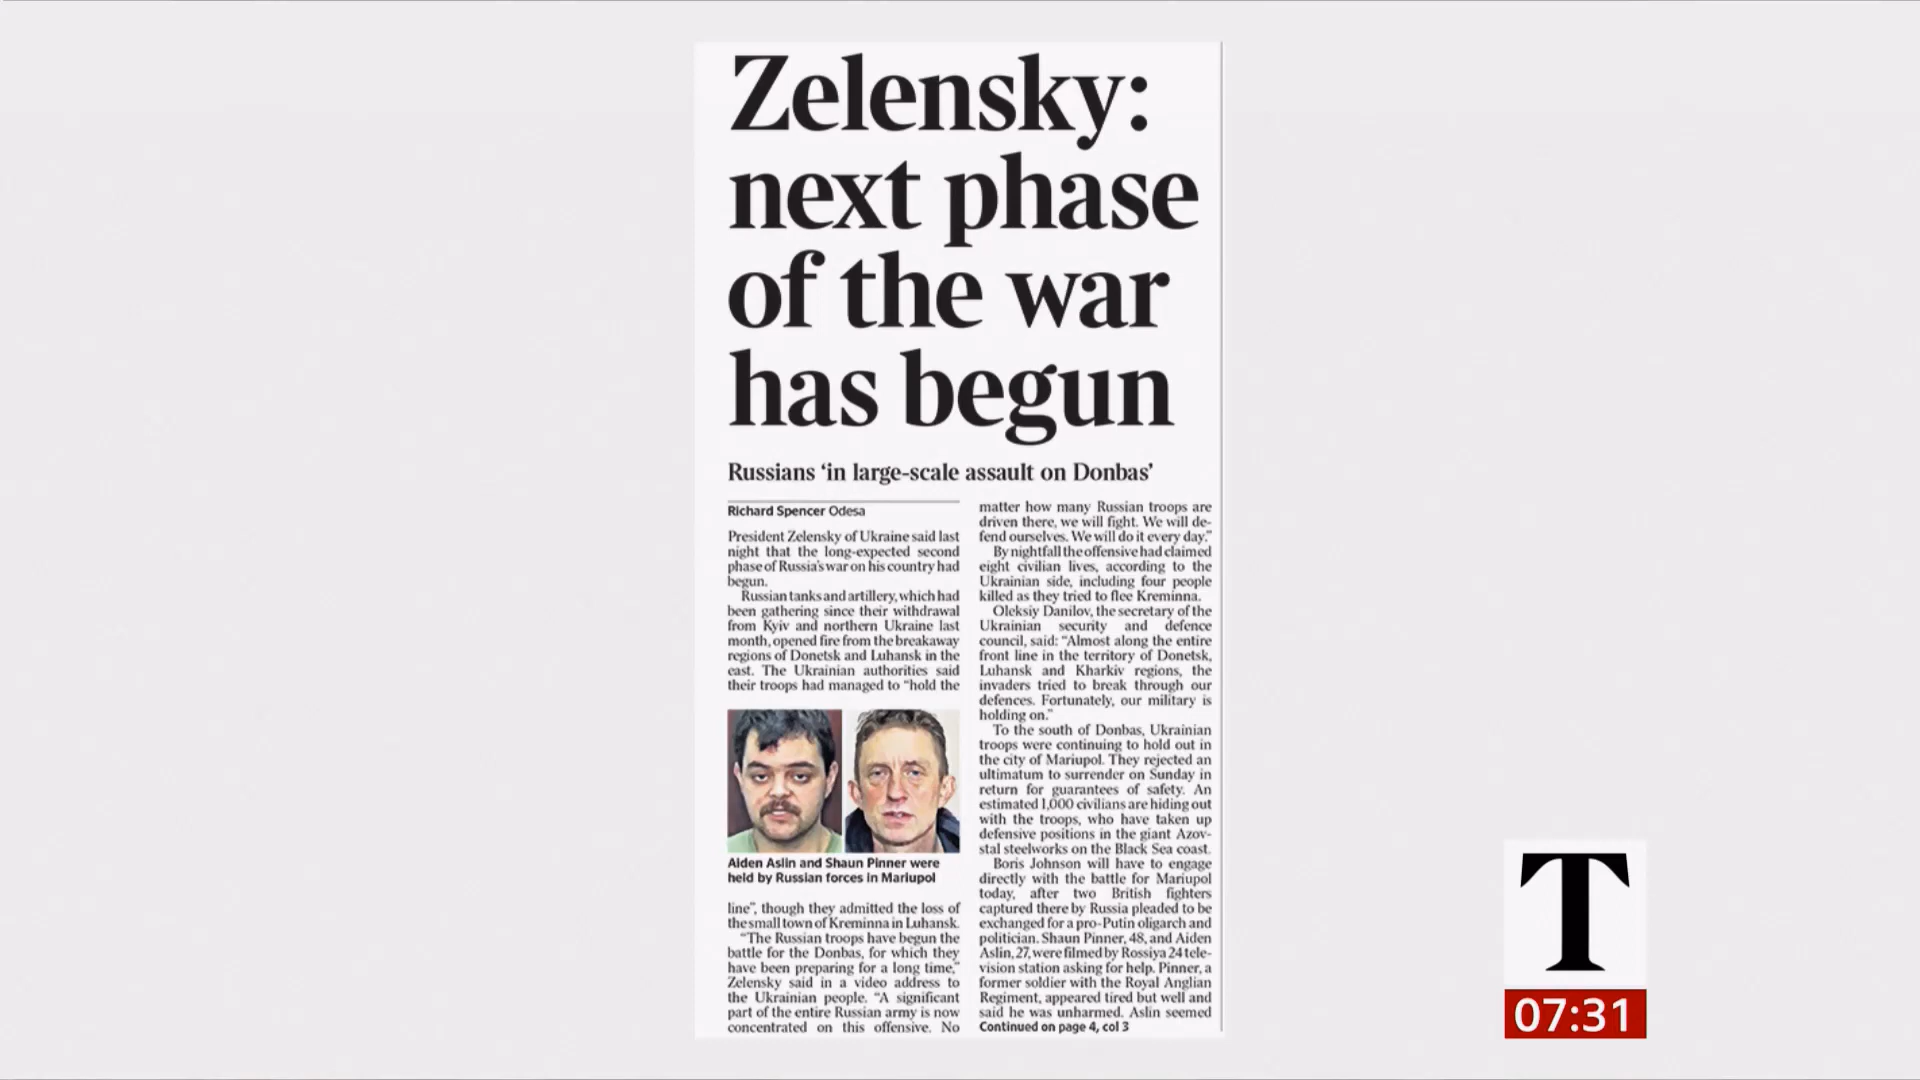 Zelensky:
next phase
of the war
has begun
Russians ‘in large-scale assault on Donbas’
Richard Spencer Odesa
President Zelensky of Ukraine said last
night that the long-expected second
phase of Russia's war on his country had
begun.
Russian tanks and artillery, which had
been gathering since their withdrawal
from Kyiv and northern Ukraine last
month, opened fire from the breakaway
regions of Donetsk and Luhansk in the
east. The Ukrainian authorities said
their troops had managed to “hold the
Aiden Aslin and Shaun Pinner were
held by Russian forces in Mariupol
line”, though they admitted the loss of
the small town of Kreminna in Luhansk.
“The Russian troops have begun the
battle for the Donbas, for which they
have been preparing for a long time,”
Zelensky said in a video address to
the Ukrainian people. “A significant
part of the entire Russian army is now
concentrated on this offensive. No
matter how many Russian troops are
driven there, we will fight. We will de-
fend ourselves. We will do it every day.”
By nightfall the offensive had claimed
eight civilian lives, according to the
Ukrainian side, including four people
killed as they tried to flee Kreminna.
Oleksiy Danilov, the secretary of the
Ukrainian security and defence
council, said: “Almost along the entire
front line in the territory of Donetsk,
Luhansk and Kharkiv regions, the
invaders tried to break through our
defences. Fortunately, our military is
holding on.”
To the south of Donbas, Ukrainian
troops were continuing to hold out in
the city of Mariupol. They rejected an
ultimatum to surrender on Sunday in
return for guarantees of safety. An
estimated 1,000 civilians are hiding out
with the troops, who have taken up
defensive positions in the giant Azov-
stal steelworks on the Black Sea coast.
Boris Johnson will have to engage
directly with the battle for Mariupol
today, after two British fighters
captured there by Russia pleaded to be
exchanged for a pro-Putin oligarch and
politician. Shaun Pinner, 48, and Aiden
Aslin, 27, were filmed by Rossiya 24 tele-
vision station asking for help. Pinner, a
former soldier with the Royal Anglian
Regiment, appeared tired but well and
said he was unharmed. Aslin seemed
Continued on page 4, col 3
T
07:31